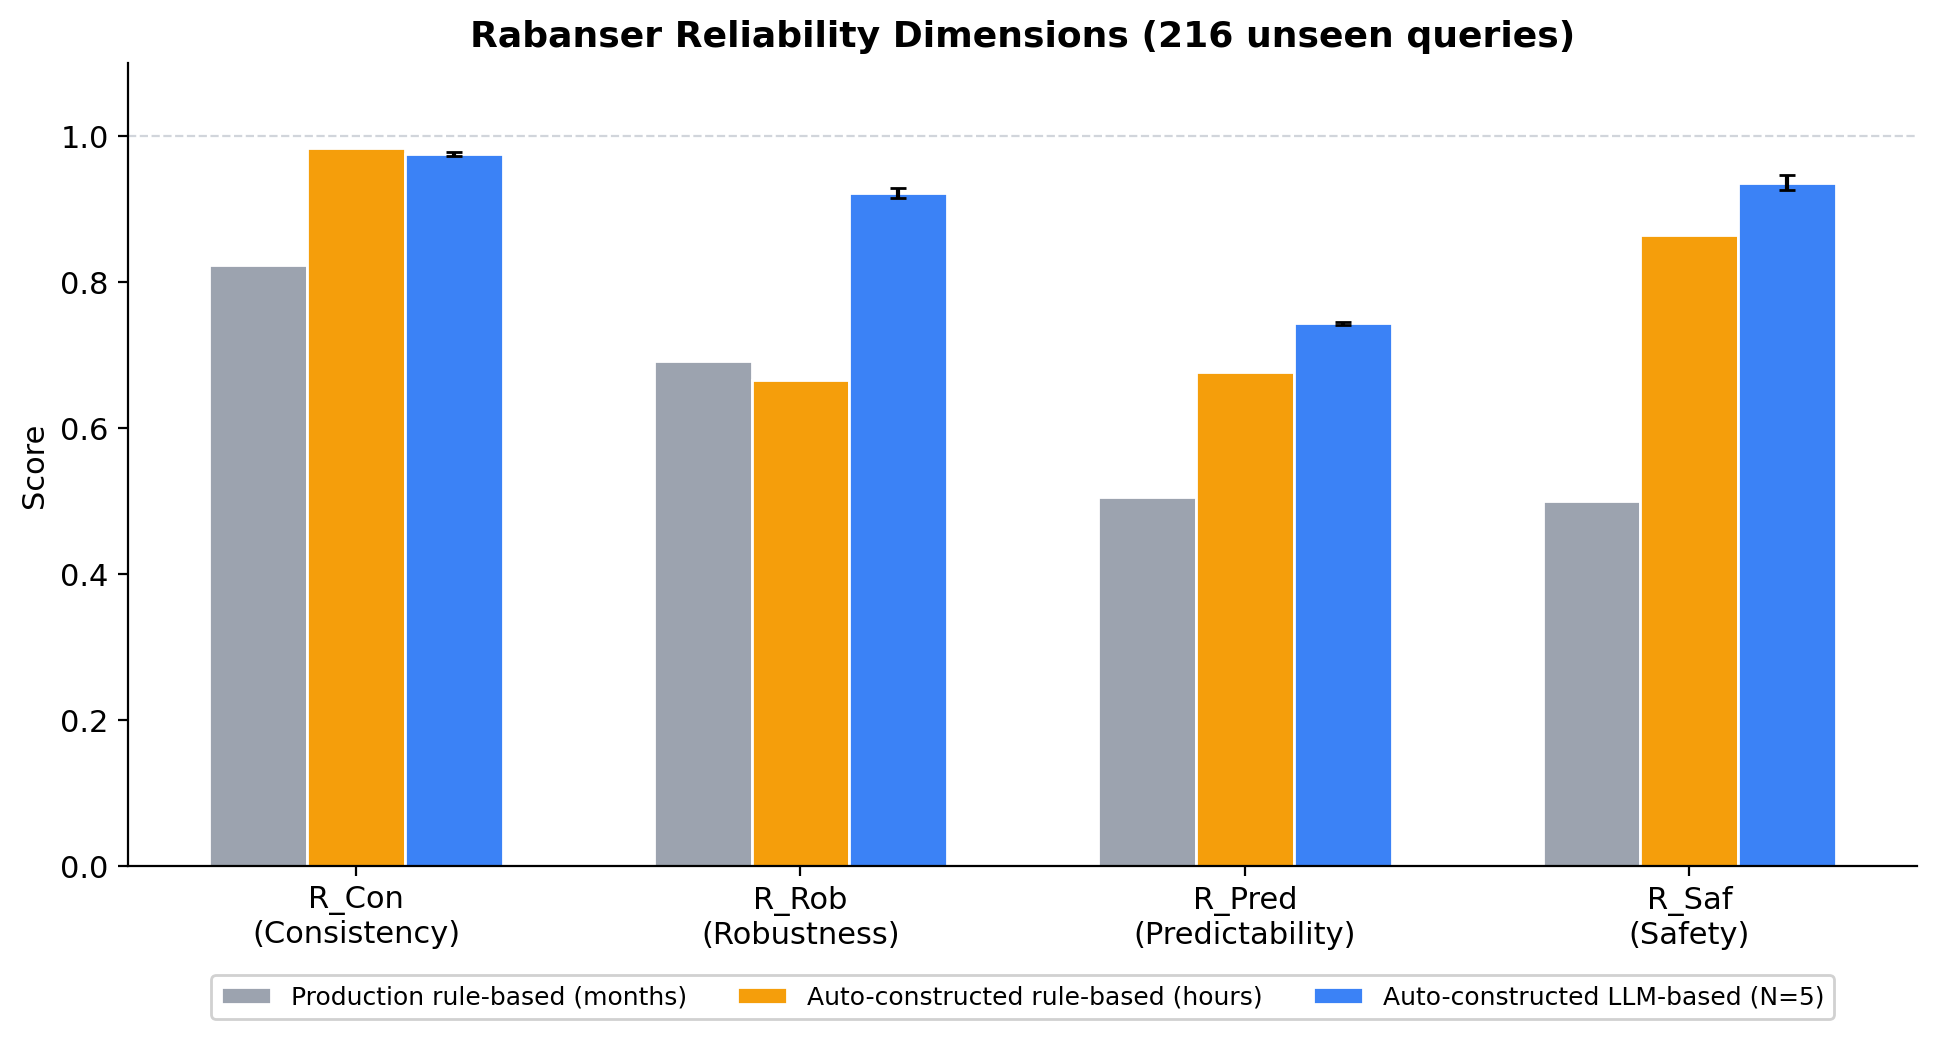 Rabanser Reliability Dimensions (216 unseen queries)
1.0
0.8
0.6
0.4
0.2
0.0
Score
R_Con
(Consistency)
R_Rob
(Robustness)
R_Pred
(Predictability)
R_Saf
(Safety)
Production rule-based (months)
Auto-constructed rule-based (hours)
Auto-constructed LLM-based (N=5)